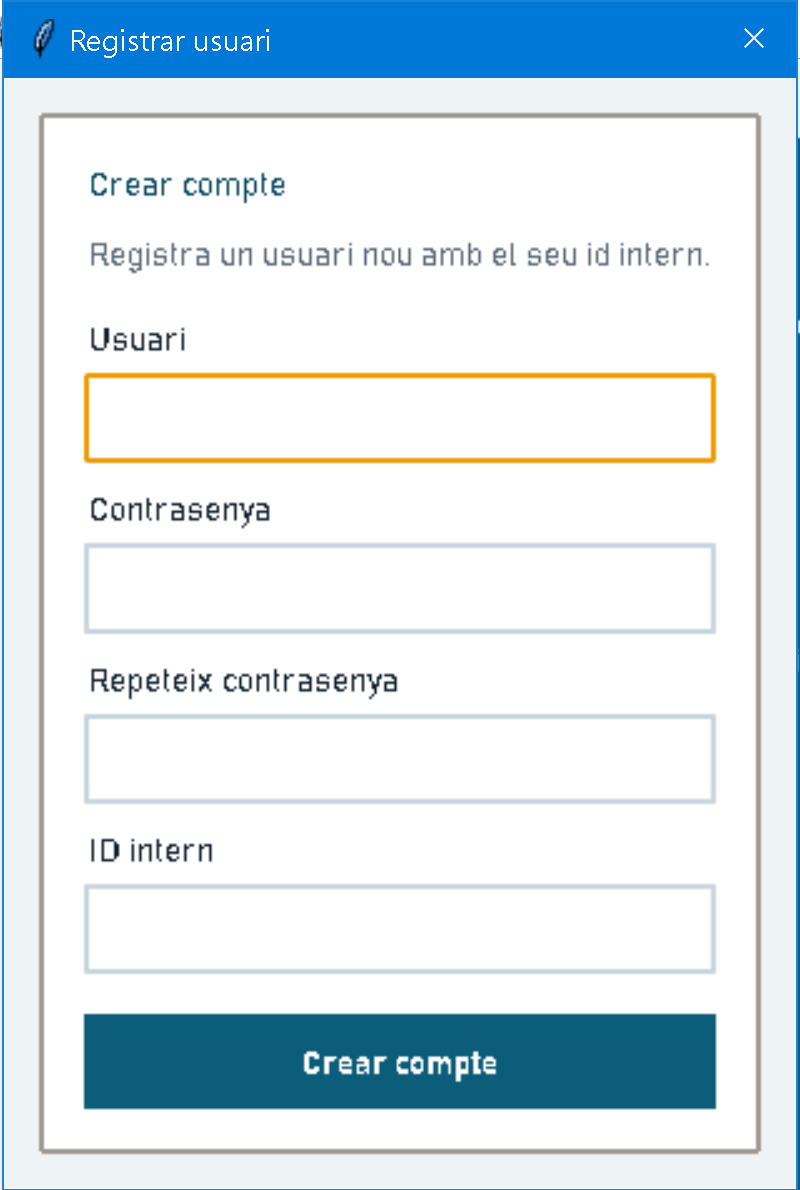 Registrar usuari
Crear compte
Registra un usuari nou amb el seu id intern.
Usuari
Contrasenya
Repeteix contrasenya
ID intern
Crear compte